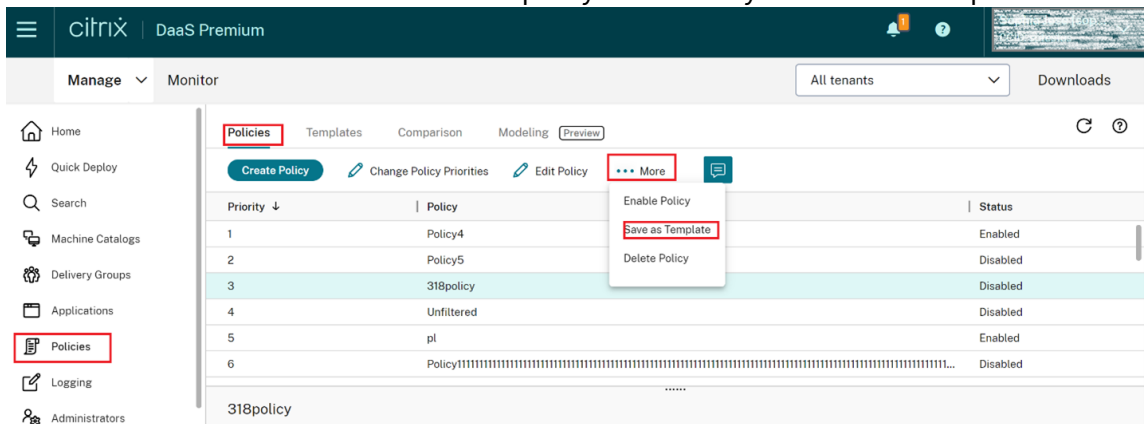 citrix | DaaS Premium
1
Manage
Monitor
All tenants
Downloads
Home
Quick Deploy
Search
Machine Catalogs
Delivery Groups
Applications
Policies
Logging
Administrators
Policies Templates Comparison Modeling Preview
Create Policy Change Policy Priorities Edit Policy ••• More
Enable Policy
Save as Template
Delete Policy
Priority ↓ Policy Status
1 Policy4 Enabled
2 Policy5 Disabled
3 318policy Disabled
4 Unfiltered Disabled
5 pl Enabled
6 Disabled
318policy